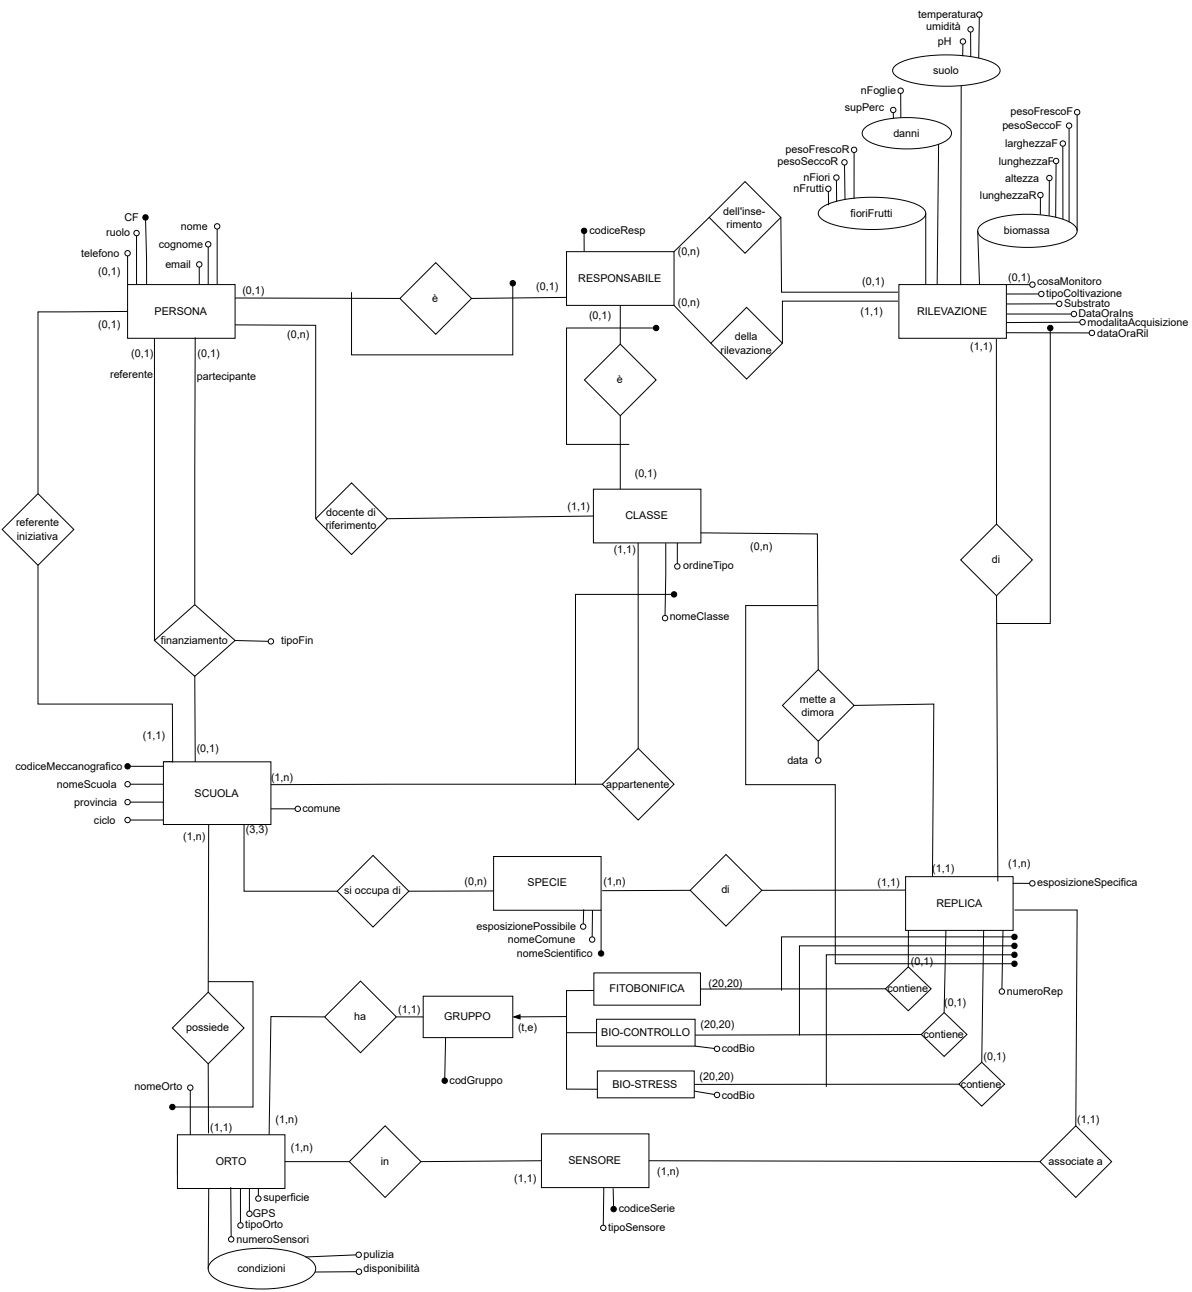 temperatura
umidità
pH
suolo
nFoglie
supPerc
danni
pesoFrescoF
pesoSeccoF
larghezzaF
lunghezzaF
altezza
lunghezzaR
biomassa
pesoFrescoR
pesoSeccoR
nFiori
nFrutti
fioriFrutti
CF
ruolo
telefono
(0,1)
nome
cognome
email
PERSONA
(0,1)
(0,1)
(0,n)
(0,1)
referente
(0,1)
partecipante
è
(0,1)
codiceResp
RESPONSABILE
(0,n)
(0,n)
(0,1)
dell'inse-
rimento
della
rilevazione
(0,1)
(1,1)
RILEVAZIONE
(0,1)
cosaMonitoro
tipoColtivazione
Substrato
DataOraIns
modalitaAcquisizione
dataOraRil
(1,1)
è
(0,1)
docente di
riferimento
(1,1)
CLASSE
(1,1)
(0,n)
ordineTipo
nomeClasse
referente
iniziativa
di
finanziamento
tipoFin
mette a
dimora
data
(1,1)
(0,1)
codiceMeccanografico
nomeScuola
provincia
ciclo
SCUOLA
(1,n)
comune
(1,n)
(3,3)
appartenente
si occupa di
(0,n)
SPECIE
(1,n)
espozionePossibile
nomeComune
nomeScientifico
di
(1,1)
(1,1)
(1,n)
REPLICA
esposizioneSpecifica
(0,1)
(0,1)
(0,1)
numeroRep
contiene
contiene
contiene
FITOBONIFICA
(20,20)
BIO-CONTROLLO
(20,20)
codBio
BIO-STRESS
(20,20)
codBio
possiede
ha
(1,1)
GRUPPO
(t,e)
codGruppo
nomeOrto
(1,1)
(1,n)
ORTO
(1,n)
in
(1,1)
SENSORE
(1,n)
associate a
(1,1)
codiceSerie
tipoSensore
superficie
GPS
tipoOrto
numeroSensori
condizioni
pulizia
disponibilità